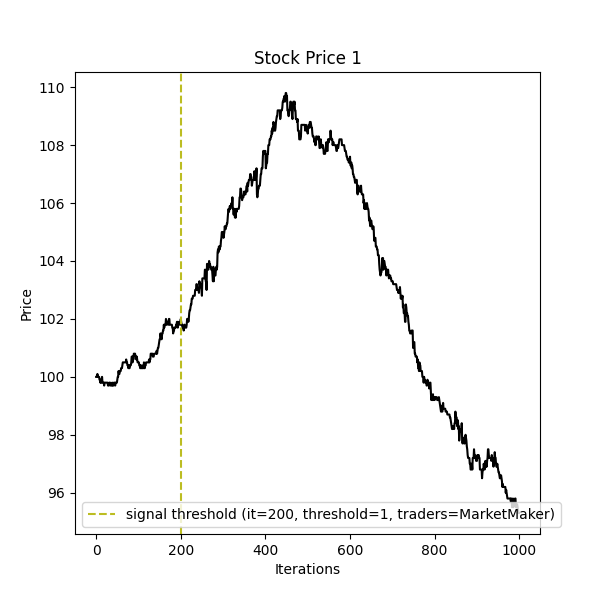 Stock Price 1
110
108
106
104
102
100
98
96
Price
signal threshold (it=200, threshold=1, traders=MarketMaker)
0 200 400 600 800 1000
Iterations